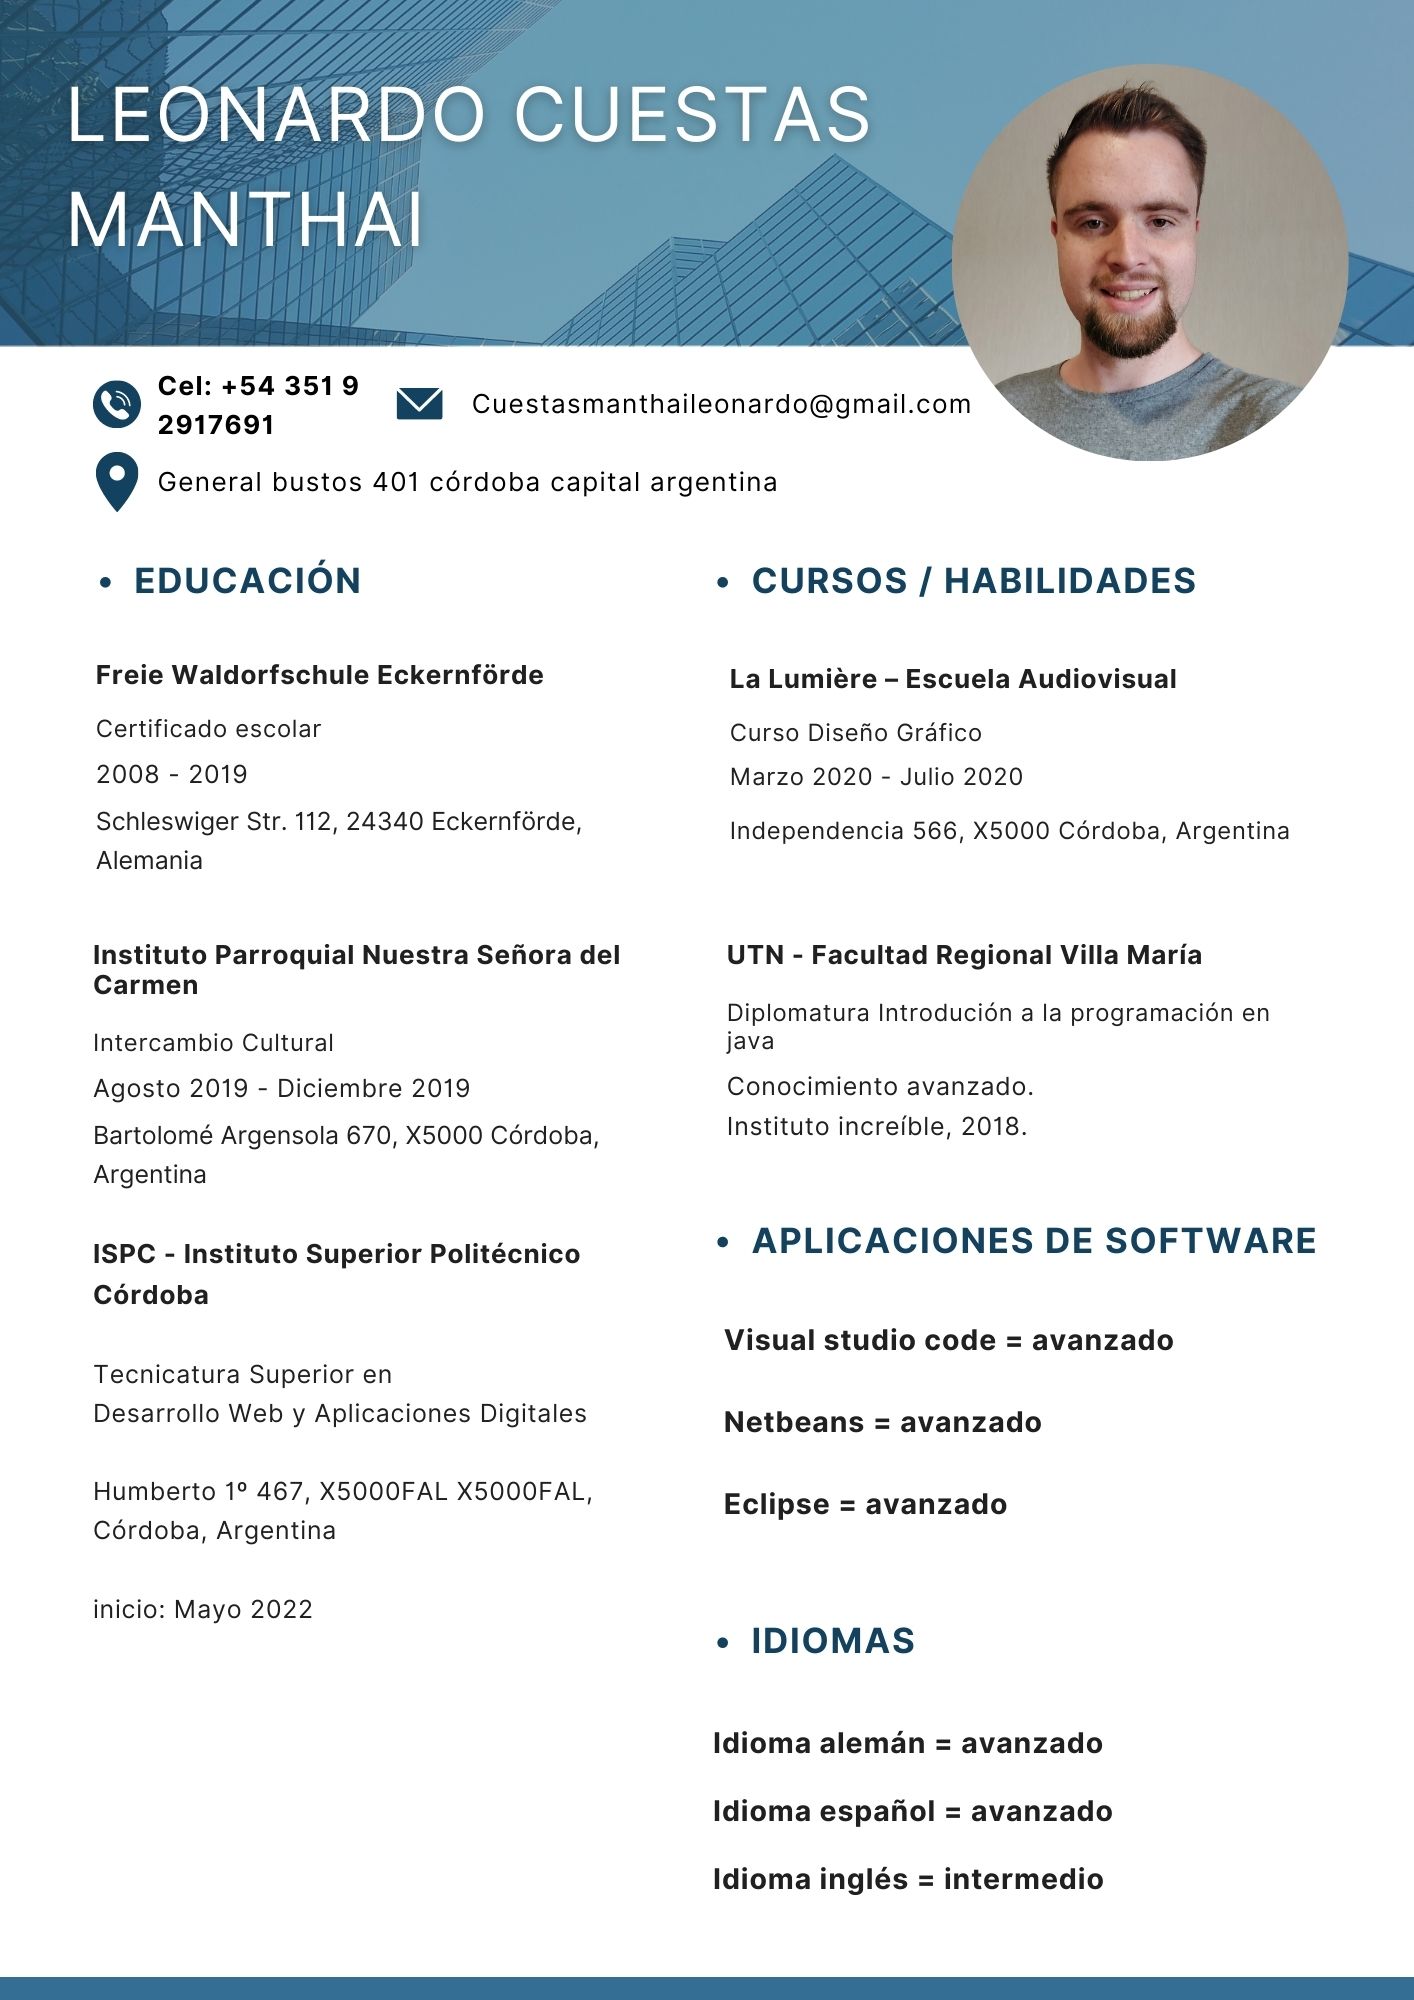 LEONARDO CUESTAS
MANTHAI
Cel: +54 351 9
2917691
Cuestasmanthaileonardo@gmail.com
General bustos 401 córdoba capital argentina
• EDUCACIÓN
Freie Waldorfschule Eckernförde
Certificado escolar
2008 - 2019
Schleswiger Str. 112, 24340 Eckernförde,
Alemania
Instituto Parroquial Nuestra Señora del
Carmen
Intercambio Cultural
Agosto 2019 - Diciembre 2019
Bartolomé Argensola 670, X5000 Córdoba,
Argentina
ISPC - Instituto Superior Politécnico
Córdoba
Tecnicatura Superior en
Desarrollo Web y Aplicaciones Digitales
Humberto 1º 467, X5000FAL X5000FAL,
Córdoba, Argentina
inicio: Mayo 2022
• CURSOS / HABILIDADES
La Lumière – Escuela Audiovisual
Curso Diseño Gráfico
Marzo 2020 - Julio 2020
Independencia 566, X5000 Córdoba, Argentina
UTN - Facultad Regional Villa María
Diplomatura Introdución a la programación en
java
Conocimiento avanzado.
Instituto increíble, 2018.
• APLICACIONES DE SOFTWARE
Visual studio code = avanzado
Netbeans = avanzado
Eclipse = avanzado
• IDIOMAS
Idioma alemán = avanzado
Idioma español = avanzado
Idioma inglés = intermedio